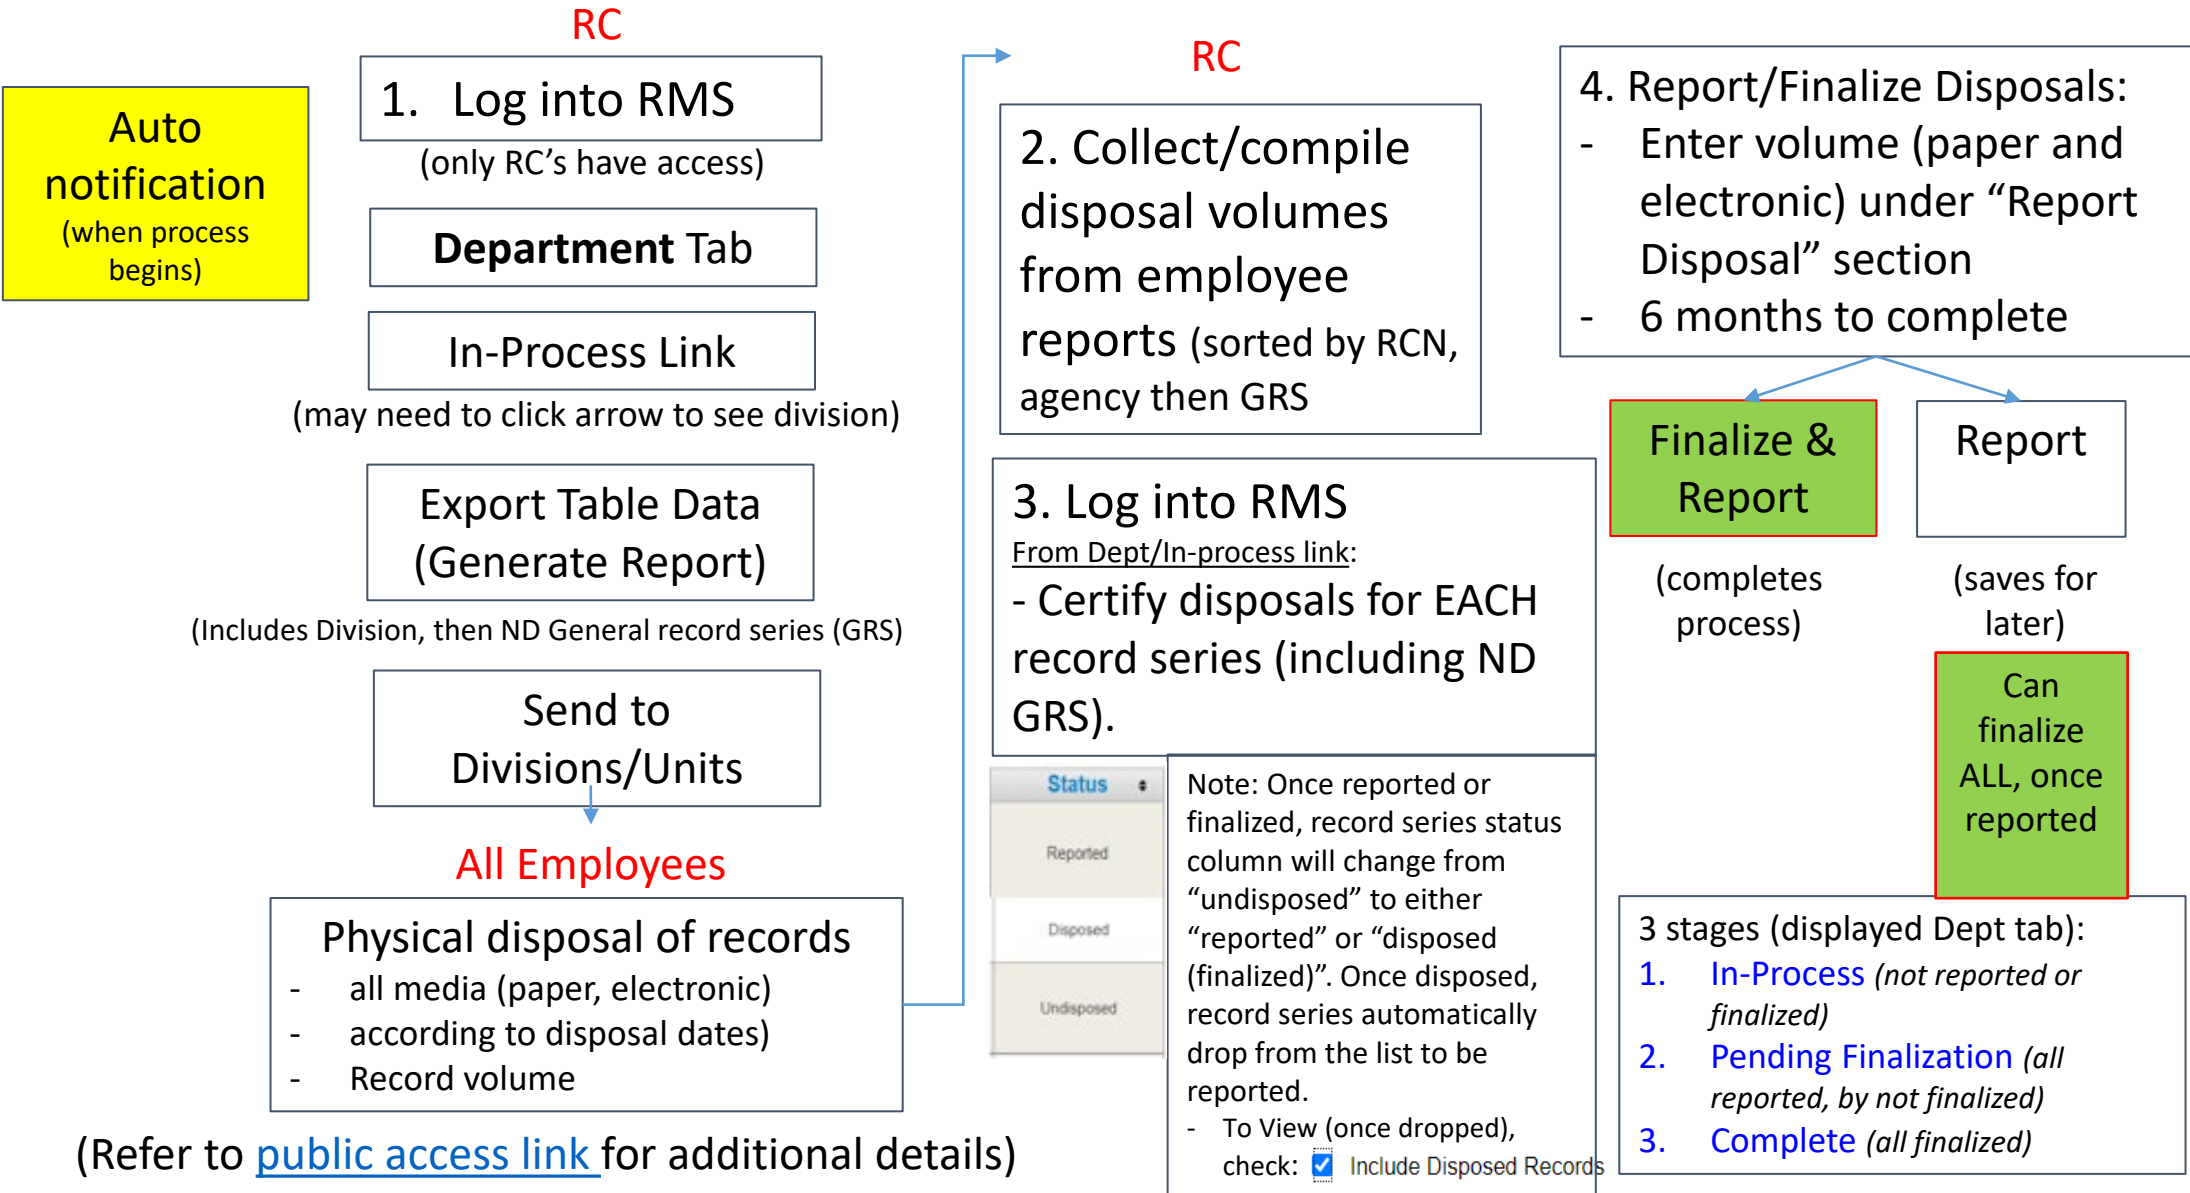 RC
Auto
notification
(when process
begins)
1. Log into RMS
(only RC’s have access)
Department Tab
In-Process Link
(may need to click arrow to see division)
Export Table Data
(Generate Report)
(Includes Division, then ND General record series (GRS)
Send to
Divisions/Units
All Employees
Physical disposal of records
- all media (paper, electronic)
- according to disposal dates)
- Record volume
(Refer to public access link for additional details)
RC
2. Collect/compile
disposal volumes
from employee
reports (sorted by RCN,
agency then GRS
3. Log into RMS
From Dept/In-process link:
- Certify disposals for EACH
record series (including ND
GRS).
Status
Reported
Disposed
Undisposed
Note: Once reported or
finalized, record series status
column will change from
“undisposed” to either
“reported” or “disposed
(finalized)”. Once disposed,
record series automatically
drop from the list to be
reported.
- To View (once dropped),
check: Include Disposed Records
4. Report/Finalize Disposals:
- Enter volume (paper and
electronic) under “Report
Disposal” section
- 6 months to complete
Finalize &
Report
(completes
process)
Report
(saves for
later)
Can
finalize
ALL, once
reported
3 stages (displayed Dept tab):
1. In-Process (not reported or
finalized)
2. Pending Finalization (all
reported, by not finalized)
3. Complete (all finalized)